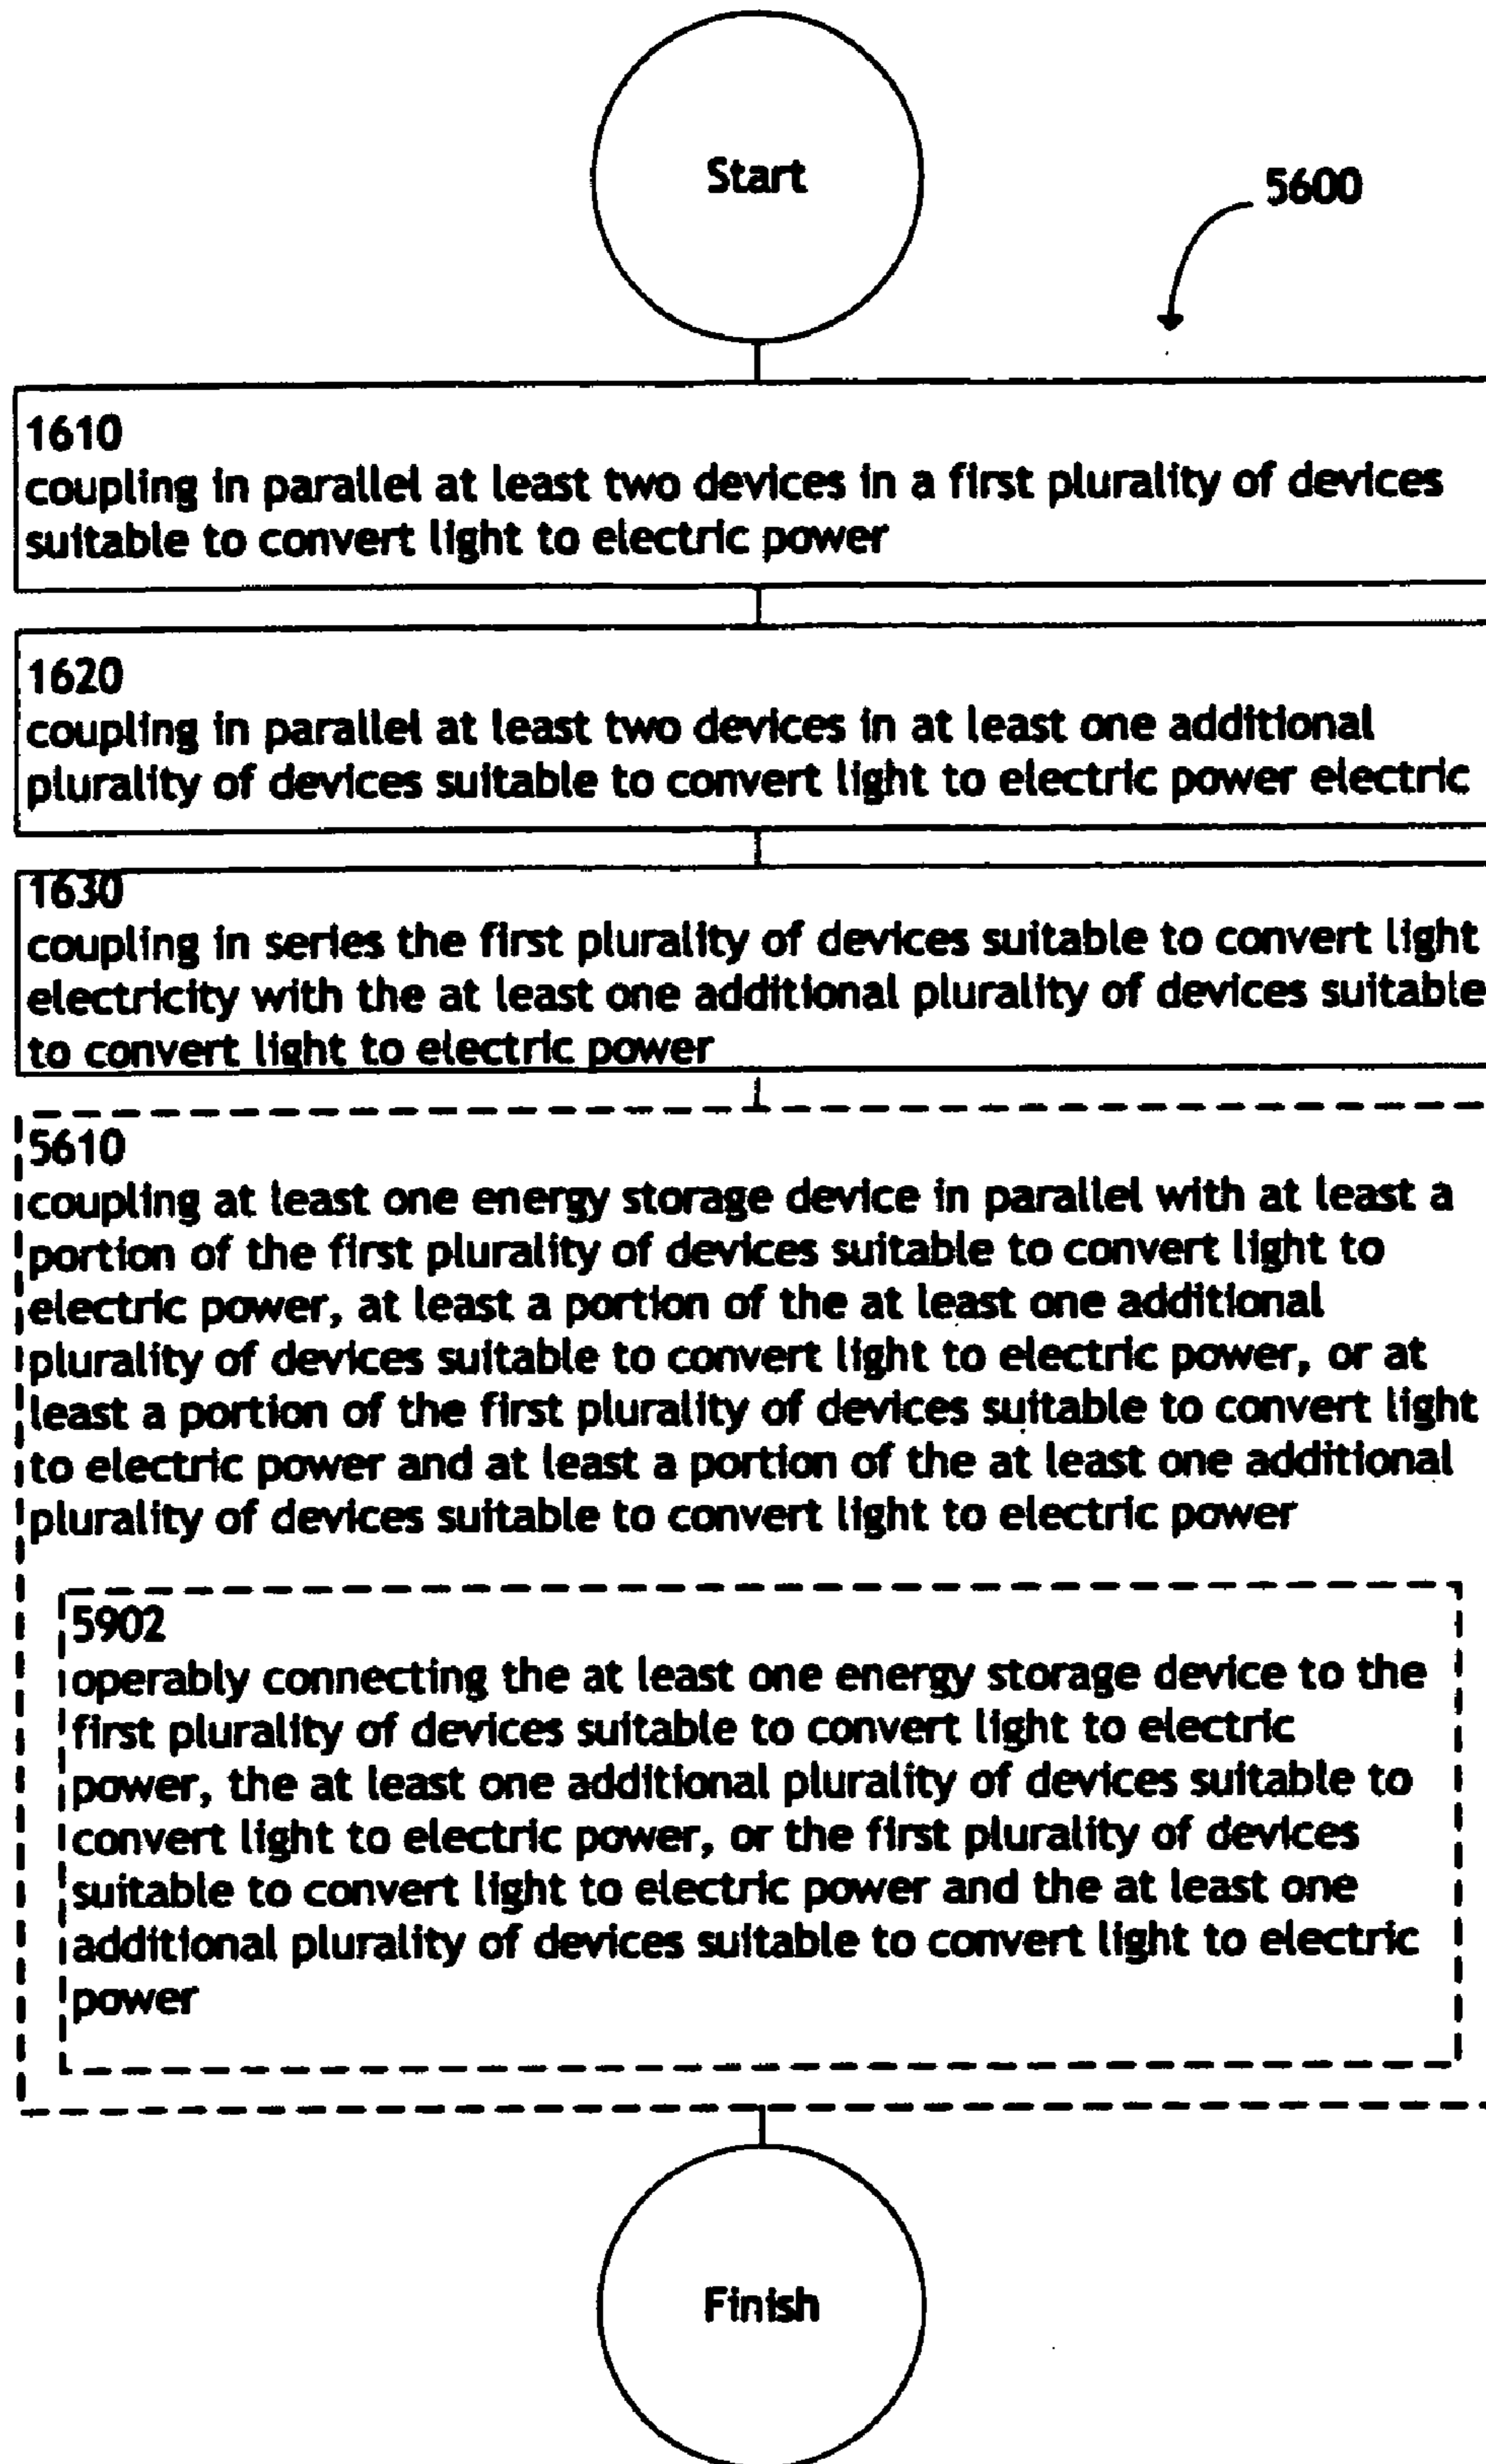 Start
5600
1610
coupling in parallel at least two devices in a first plurality of devices
suitable to convert light to electric power
1620
coupling in parallel at least two devices in at least one additional
plurality of devices suitable to convert light to electric power electric
1630
coupling in series the first plurality of devices suitable to convert light
electricity with the at least one additional plurality of devices suitable
to convert light to electric power
5610
coupling at least one energy storage device in parallel with at least a
portion of the first plurality of devices suitable to convert light to
electric power, at least a portion of the at least one additional
plurality of devices suitable to convert light to electric power, or at
least a portion of the first plurality of devices suitable to convert light
to electric power and at least a portion of the at least one additional
plurality of devices suitable to convert light to electric power
5902
operably connecting the at least one energy storage device to the
first plurality of devices suitable to convert light to electric
power, the at least one additional plurality of devices suitable to
convert light to electric power, or the first plurality of devices
suitable to convert light to electric power and the at least one
additional plurality of devices suitable to convert light to electric
power
Finish